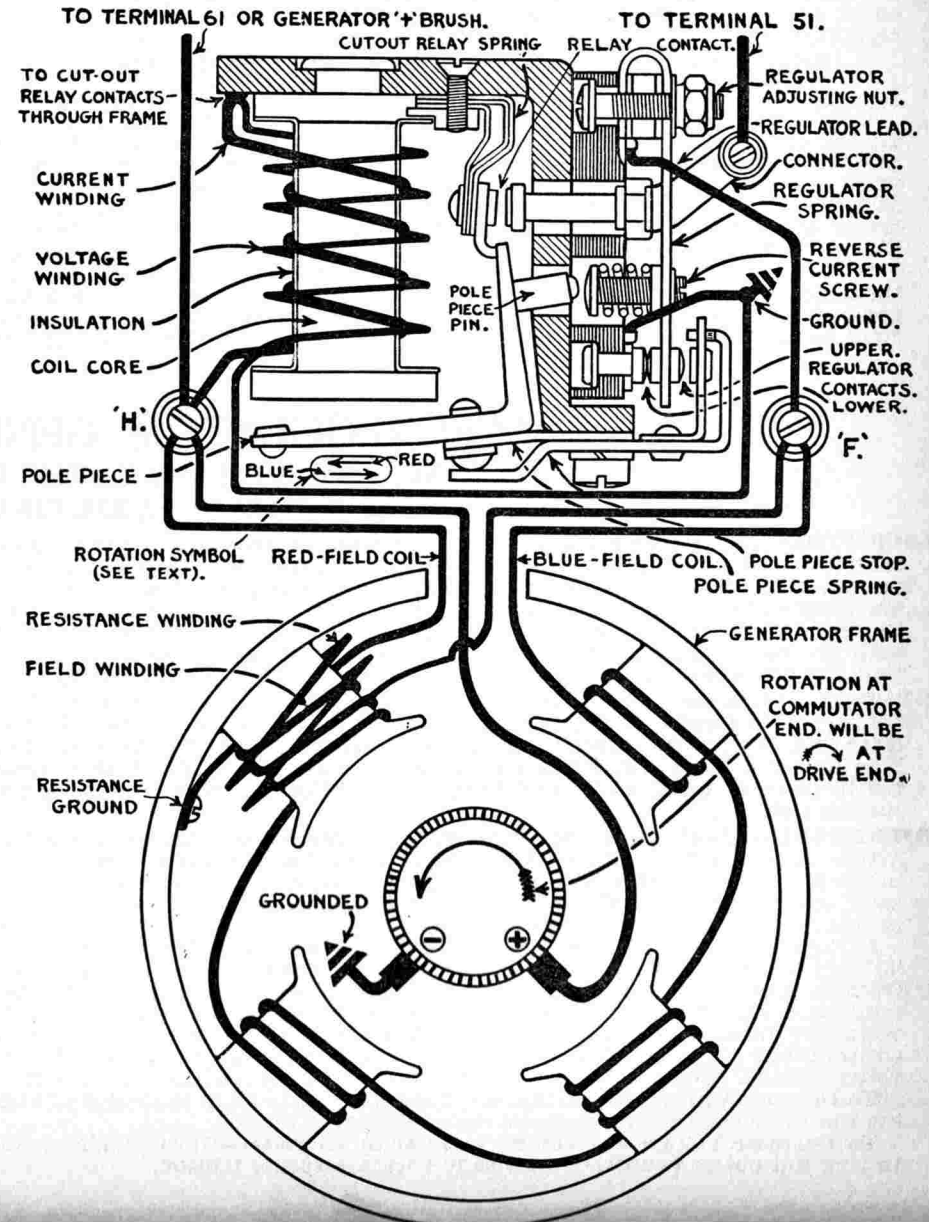 TO TERMINAL 61 OR GENERATOR '+' BRUSH.
TO TERMINAL 51.
CUTOUT RELAY SPRING
RELAY CONTACT.
TO CUT-OUT
RELAY CONTACTS-
THROUGH FRAME
REGULATOR
ADJUSTING NUT.
REGULATOR LEAD.
CURRENT
WINDING
CONNECTOR.
REGULATOR
SPRING.
VOLTAGE
WINDING
REVERSE
CURRENT
SCREW.
POLE
PIECE
PIN.
INSULATION
GROUND.
COIL CORE
UPPER.
REGULATOR
CONTACTS.
LOWER.
'H.'
'F.'
POLE PIECE
BLUE
RED
ROTATION SYMBOL
(SEE TEXT).
RED-FIELD COIL
BLUE-FIELD COIL.
POLE PIECE STOP.
POLE PIECE SPRING.
RESISTANCE WINDING
GENERATOR FRAME
FIELD WINDING
ROTATION AT
COMMUTATOR
END. WILL BE
AT
DRIVE END.
RESISTANCE
GROUND
GROUNDED
- +